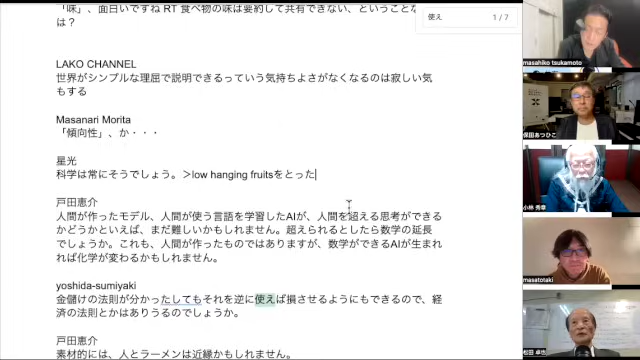 「味」、面白いですね RT 食べ物の味は要約して共有できない、ということな
は？
LAKO CHANNEL
世界がシンプルな理屈で説明できるっていう気持ちよさがなくなるのは寂しい気
もする
Masanari Morita
「傾向性」、か・・・
星光
科学は常にそうでしょう。＞low hanging fruitsをとった
戸田恵介
人間が作ったモデル、人間が使う言語を学習したAIが、人間を超える思考ができる
かどうかといえば、まだ難しいかもしれません。超えられるとしたら数学の延長
でしょうか。これも、人間が作ったものではありますが、数学ができるAIが生まれ
れば化学が変わるかもしれません。
yoshida-sumiyaki
金儲けの法則が分かったしてもそれを逆に使えば損させるようにもできるので、経
済の法則とかはありうるのでしょうか。
戸田恵介
素材的には、人とラーメンは近縁かもしれません。
使え
1 / 7
masahiko tsukamoto
保田あつひこ
小林 秀章
masatotaki
松田 卓也